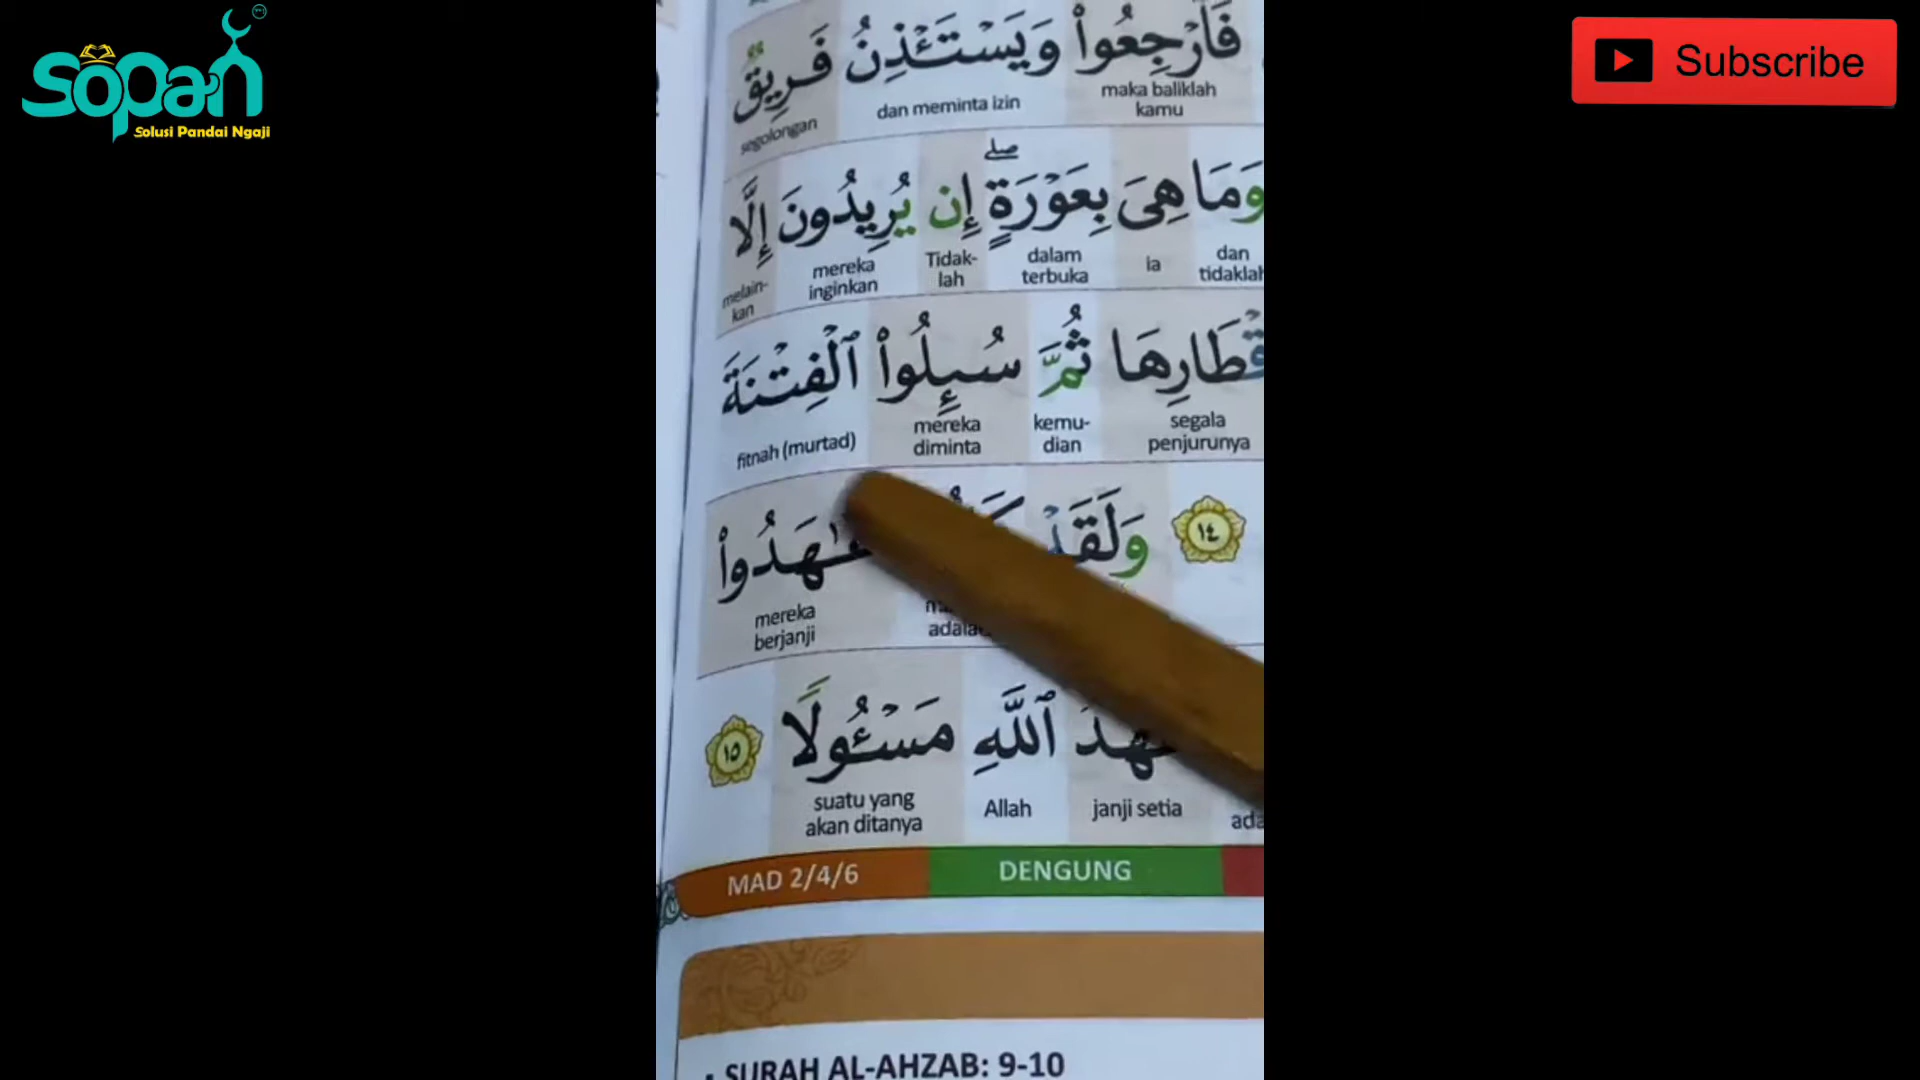 Sopan
Solusi Pandai Ngaji
Subscribe
فَٱرۡجِعُواْ وَيَسۡتَـٔۡذِنُ فَرِيقٞ
maka baliklah kamu dan meminta izin segolongan
وَمَا هِىَ بِعَوۡرَةٍۖ إِن يُرِيدُونَ إِلَّا
dan tidaklah ia dalam terbuka Tidak-lah mereka inginkan melain-kan
قۡطَارِهَا ثُمَّ سُئِلُواْ ٱلۡفِتۡنَةَ
segala penjurunya kemu-dian mereka diminta fitnah (murtad)
١٤ وَلَقَدۡ
mereka berjanji
ٱللَّهِ مَسۡـُٔولٗا ١٥
janji setia Allah suatu yang akan ditanya
MAD 2/4/6 DENGUNG
• SURAH AL-AHZAB: 9-10